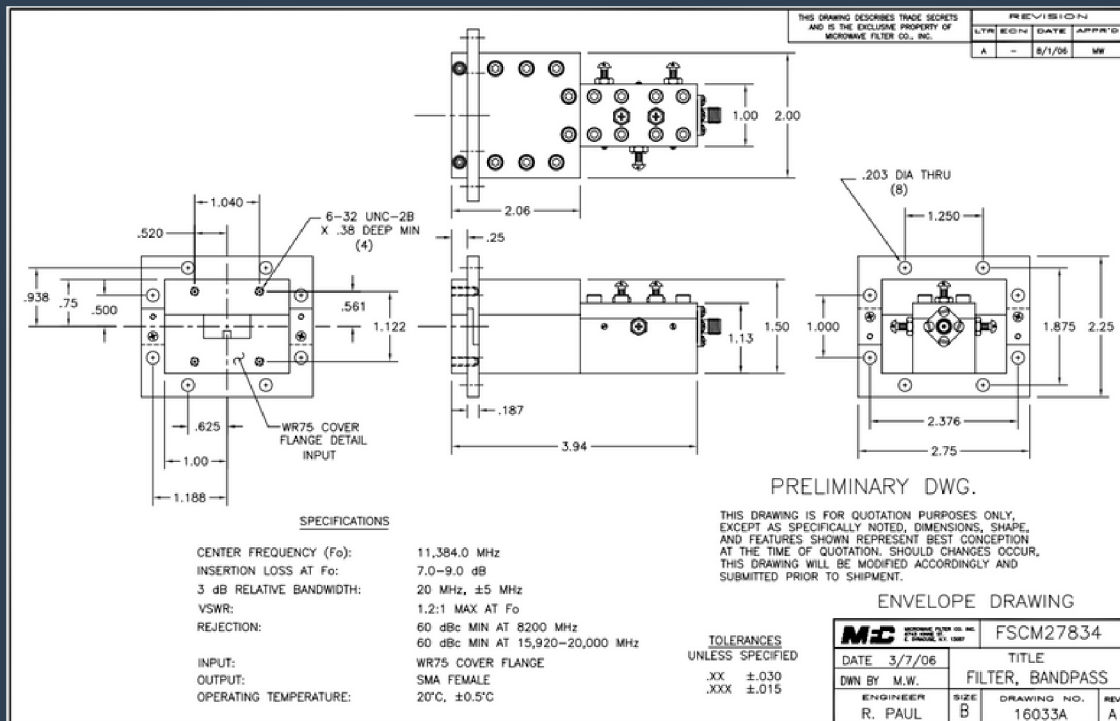 THIS DRAWING DESCRIBES TRADE SECRETS
AND IS THE EXCLUSIVE PROPERTY OF
MICROWAVE FILTER CO., INC.
REVISION
LTR ECN DATE APPR'D
A - 8/1/06 MW
1.00
2.00
2.06
.203 DIA THRU
(8)
1.250
1.040
.520
6-32 UNC-2B
X .38 DEEP MIN
(4)
.25
.938
.75
.500
.561
1.122
1.13
1.50
1.000
1.875
2.25
.187
.625
WR75 COVER
FLANGE DETAIL
INPUT
1.00
1.188
3.94
2.376
2.75
PRELIMINARY DWG.
THIS DRAWING IS FOR QUOTATION PURPOSES ONLY,
EXCEPT AS SPECIFICALLY NOTED, DIMENSIONS, SHAPE,
AND FEATURES SHOWN REPRESENT BEST CONCEPTION
AT THE TIME OF QUOTATION. SHOULD CHANGES OCCUR,
THIS DRAWING WILL BE MODIFIED ACCORDINGLY AND
SUBMITTED PRIOR TO SHIPMENT.
SPECIFICATIONS
CENTER FREQUENCY (Fo): 11,384.0 MHz
INSERTION LOSS AT Fo: 7.0-9.0 dB
3 dB RELATIVE BANDWIDTH: 20 MHz, ±5 MHz
VSWR: 1.2:1 MAX AT Fo
REJECTION: 60 dBc MIN AT 8200 MHz
60 dBc MIN AT 15,920-20,000 MHz
INPUT: WR75 COVER FLANGE
OUTPUT: SMA FEMALE
OPERATING TEMPERATURE: 20°C, ±0.5°C
TOLERANCES
UNLESS SPECIFIED
.XX ±.030
.XXX ±.015
ENVELOPE DRAWING
MFC MICROWAVE FILTER CO. INC.
FSCM27834
DATE 3/7/06
TITLE
DWN BY M.W.
FILTER, BANDPASS
ENGINEER
R. PAUL
SIZE
B
DRAWING NO.
16033A
REV
A